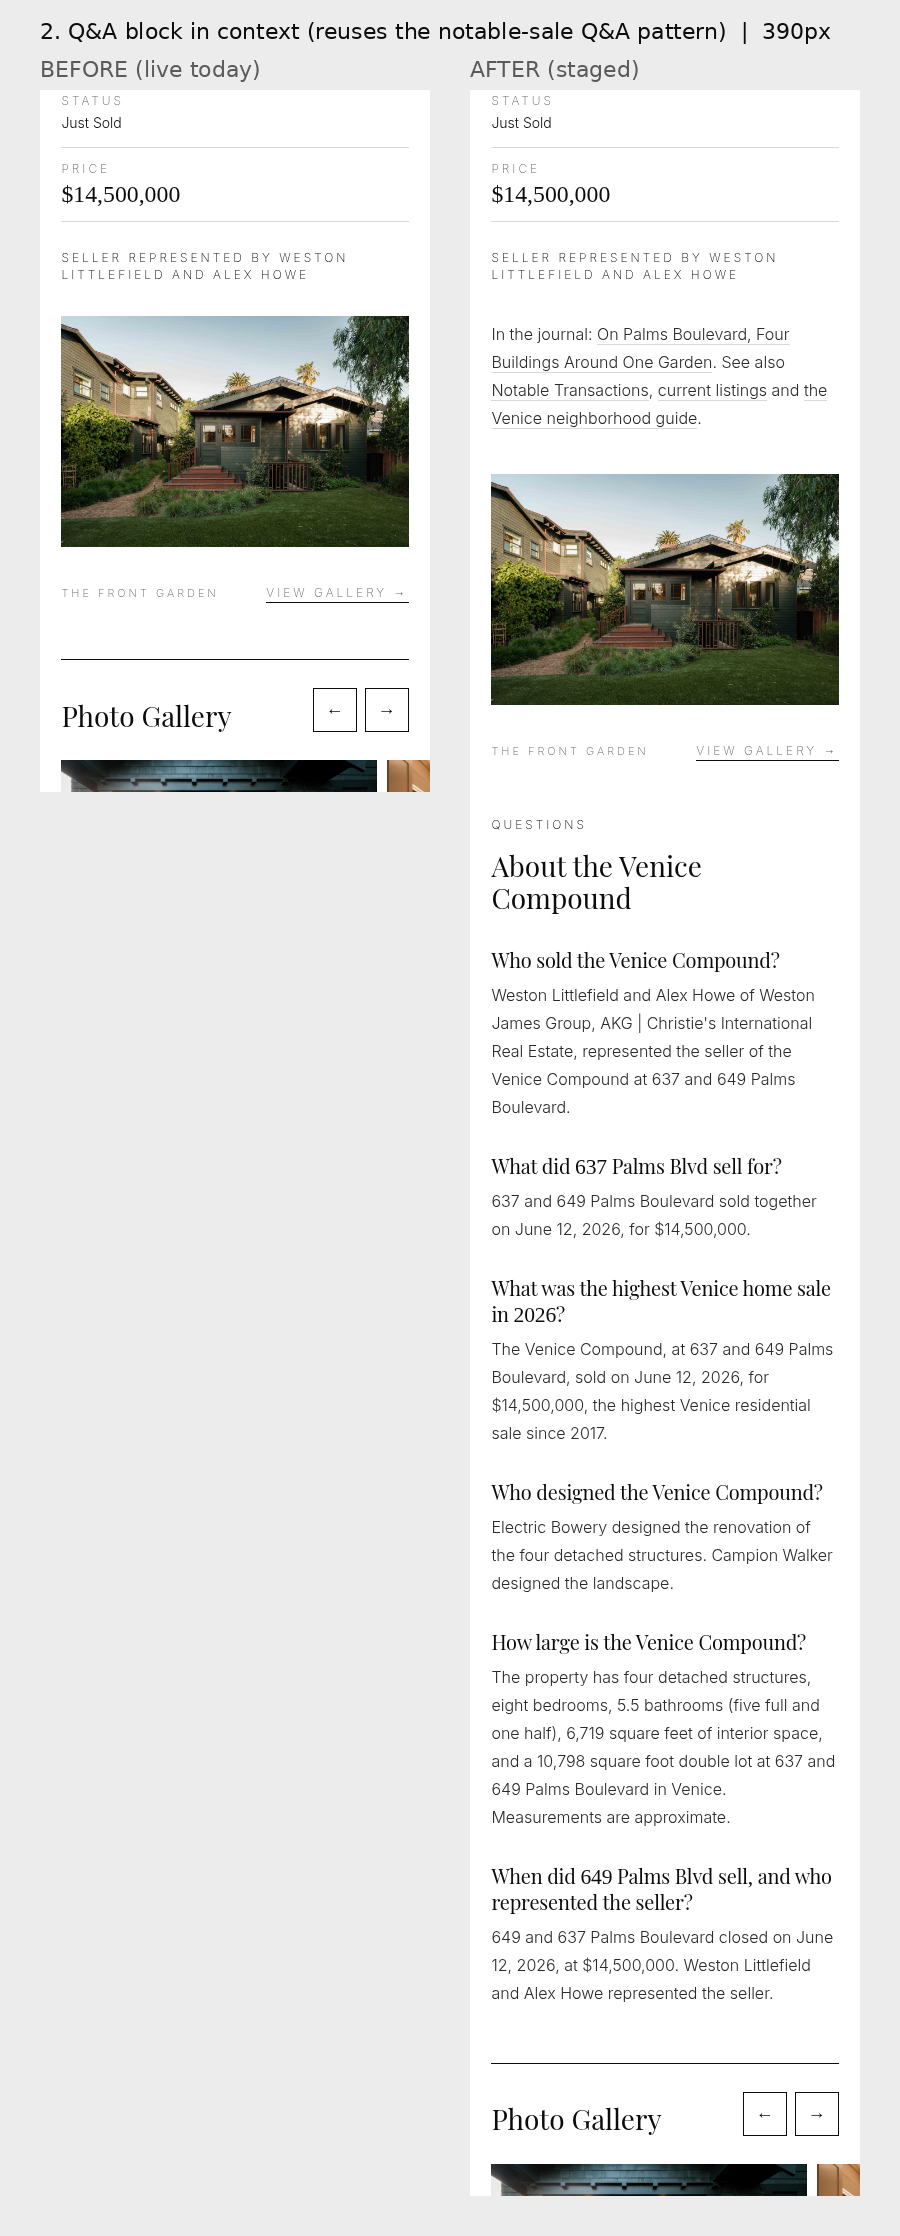 2. Q&A block in context (reuses the notable-sale Q&A pattern) | 390px
BEFORE (live today)
STATUS
Just Sold
PRICE
$14,500,000
SELLER REPRESENTED BY WESTON
LITTLEFIELD AND ALEX HOWE
THE FRONT GARDEN
VIEW GALLERY →
Photo Gallery
← →
AFTER (staged)
STATUS
Just Sold
PRICE
$14,500,000
SELLER REPRESENTED BY WESTON
LITTLEFIELD AND ALEX HOWE
In the journal: On Palms Boulevard, Four
Buildings Around One Garden. See also
Notable Transactions, current listings and the
Venice neighborhood guide.
THE FRONT GARDEN
VIEW GALLERY →
QUESTIONS
About the Venice
Compound
Who sold the Venice Compound?
Weston Littlefield and Alex Howe of Weston
James Group, AKG | Christie's International
Real Estate, represented the seller of the
Venice Compound at 637 and 649 Palms
Boulevard.
What did 637 Palms Blvd sell for?
637 and 649 Palms Boulevard sold together
on June 12, 2026, for $14,500,000.
What was the highest Venice home sale
in 2026?
The Venice Compound, at 637 and 649 Palms
Boulevard, sold on June 12, 2026, for
$14,500,000, the highest Venice residential
sale since 2017.
Who designed the Venice Compound?
Electric Bowery designed the renovation of
the four detached structures. Campion Walker
designed the landscape.
How large is the Venice Compound?
The property has four detached structures,
eight bedrooms, 5.5 bathrooms (five full and
one half), 6,719 square feet of interior space,
and a 10,798 square foot double lot at 637 and
649 Palms Boulevard in Venice.
Measurements are approximate.
When did 649 Palms Blvd sell, and who
represented the seller?
649 and 637 Palms Boulevard closed on June
12, 2026, at $14,500,000. Weston Littlefield
and Alex Howe represented the seller.
Photo Gallery
← →